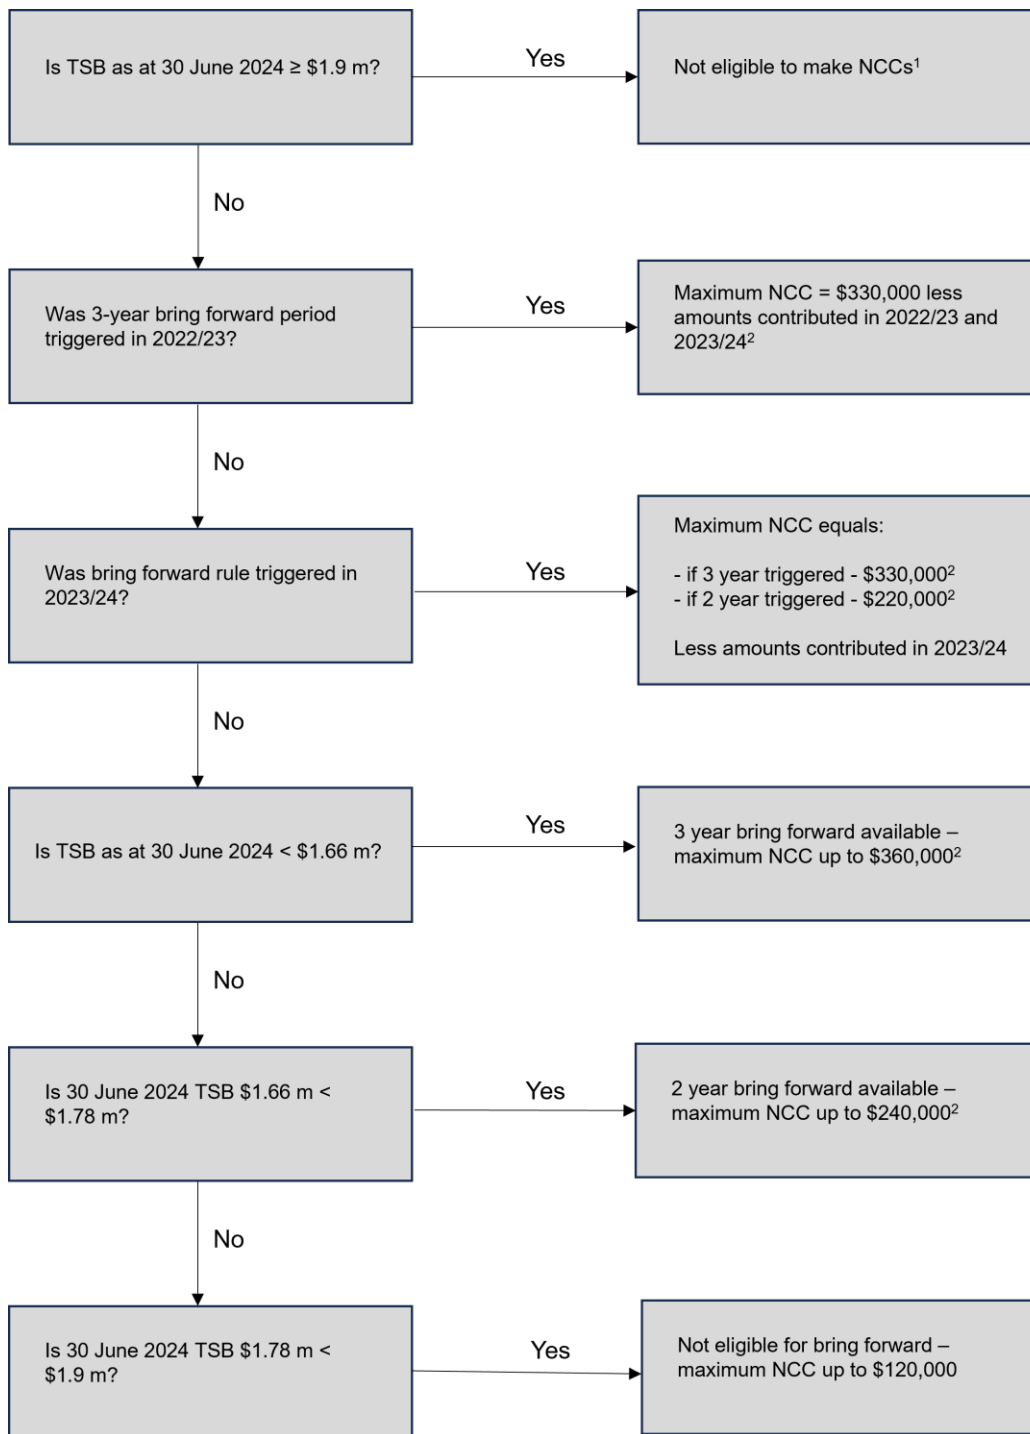 Is TSB as at 30 June 2024 ≥ $1.9 m?
Yes
Not eligible to make NCCs¹
No
Was 3-year bring forward period
triggered in 2022/23?
Yes
Maximum NCC = $330,000 less
amounts contributed in 2022/23 and
2023/24²
No
Was bring forward rule triggered in
2023/24?
Yes
Maximum NCC equals:
- if 3 year triggered - $330,000²
- if 2 year triggered - $220,000²
Less amounts contributed in 2023/24
No
Is TSB as at 30 June 2024 < $1.66 m?
Yes
3 year bring forward available –
maximum NCC up to $360,000²
No
Is 30 June 2024 TSB $1.66 m <
$1.78 m?
Yes
2 year bring forward available –
maximum NCC up to $240,000²
No
Is 30 June 2024 TSB $1.78 m <
$1.9 m?
Yes
Not eligible for bring forward –
maximum NCC up to $120,000